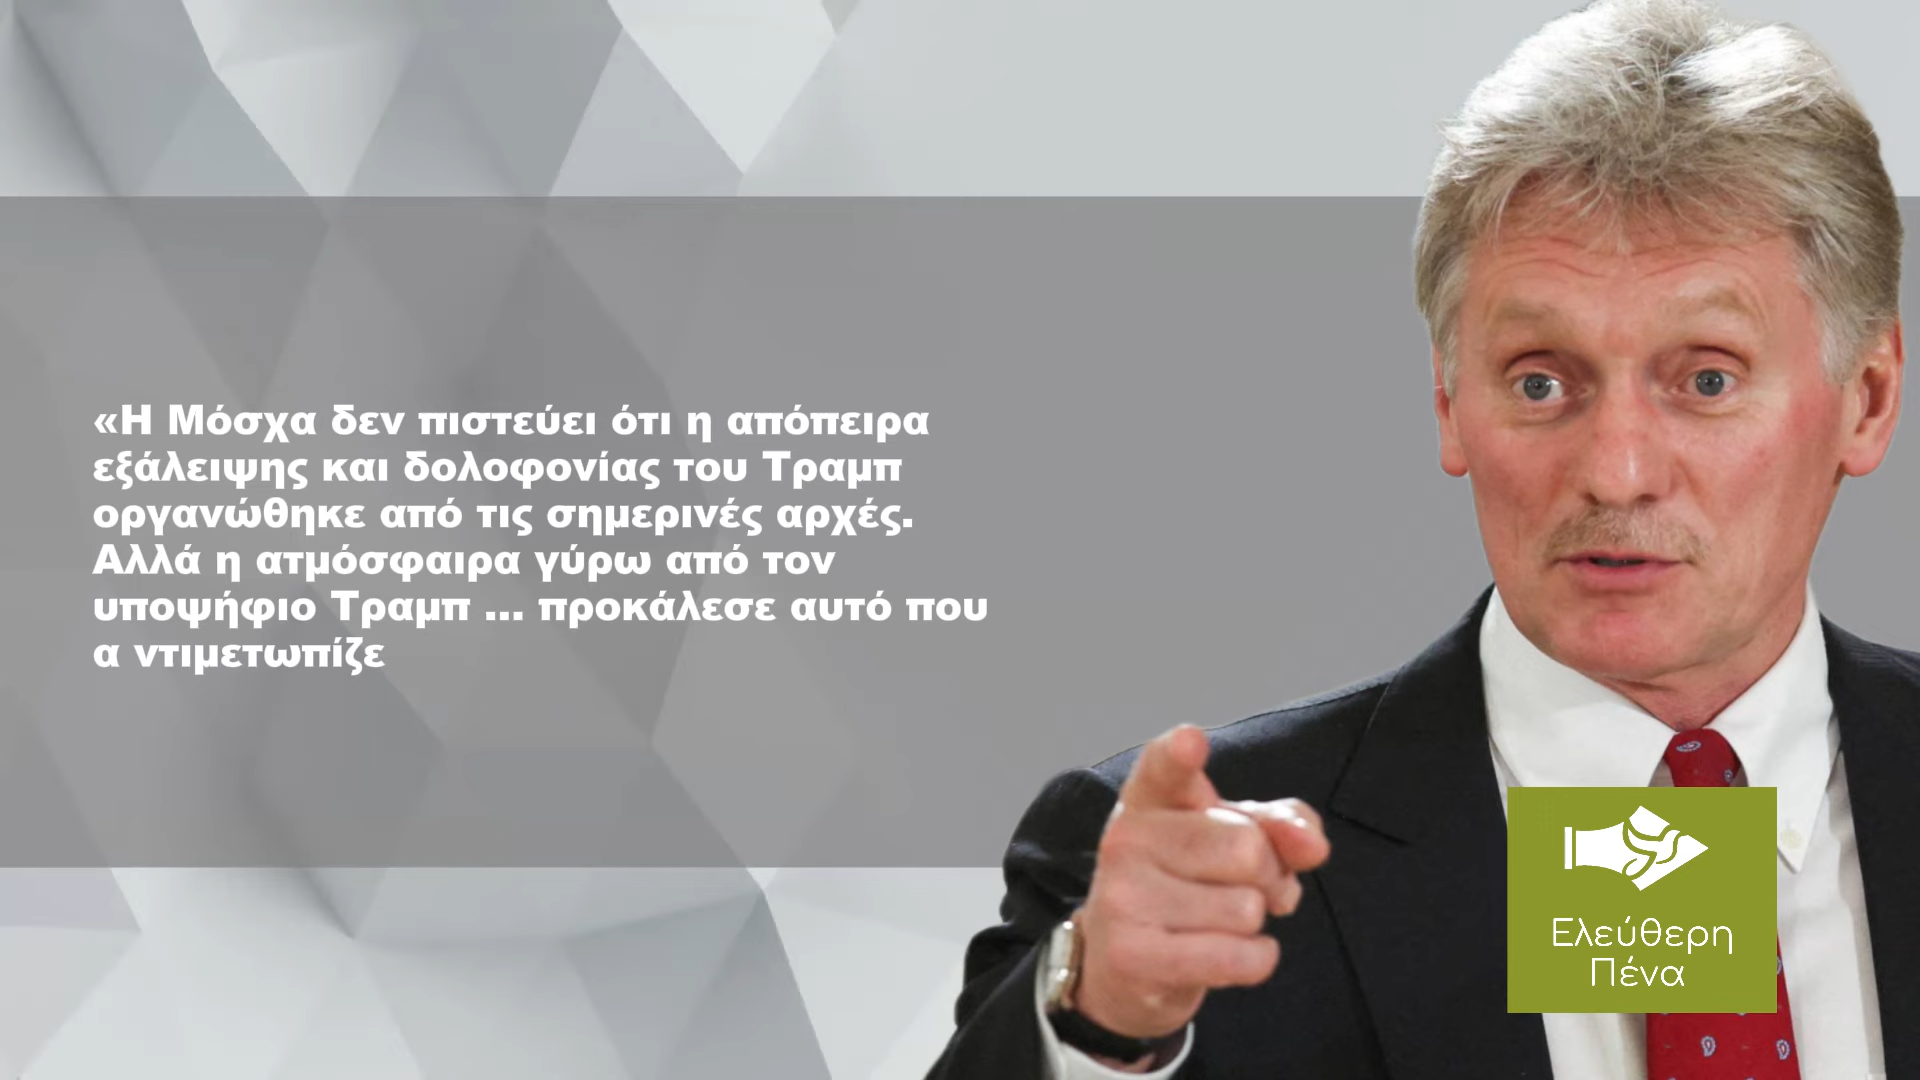 «Η Μόσχα δεν πιστεύει ότι η απόπειρα
εξάλειψης και δολοφονίας του Τραμπ
οργανώθηκε από τις σημερινές αρχές.
Αλλά η ατμόσφαιρα γύρω από τον
υποψήφιο Τραμπ ... προκάλεσε αυτό που
α ντιμετωπίζε
Ελεύθερη
Πένα